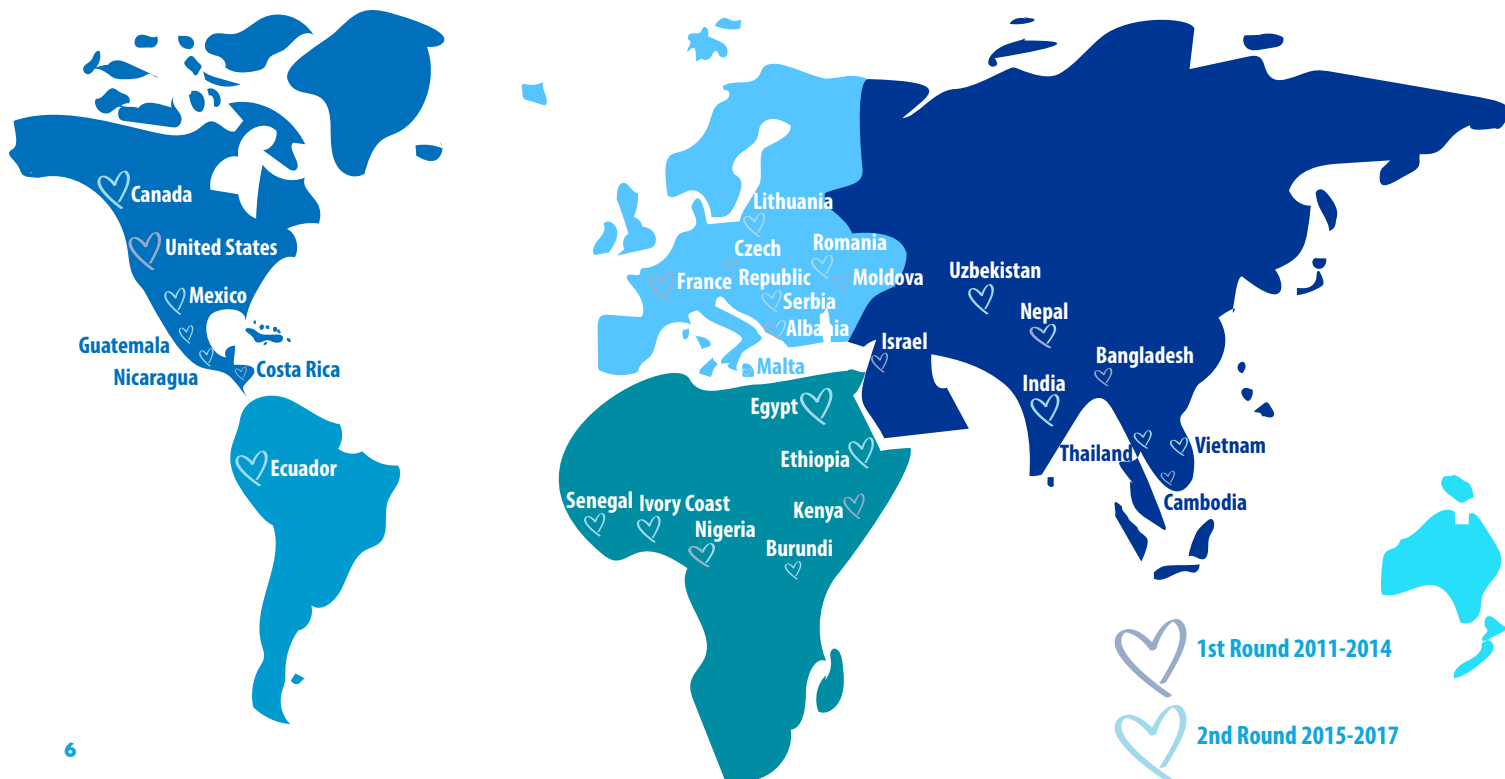 Canada
United States
Mexico
Guatemala
Nicaragua
Costa Rica
Ecuador
Lithuania
Czech
Republic
Romania
France
Moldova
Serbia
Albania
Malta
Egypt
Ethiopia
Senegal
Ivory Coast
Nigeria
Kenya
Burundi
Uzbekistan
Nepal
Israel
Bangladesh
India
Thailand
Vietnam
Cambodia
1st Round 2011-2014
2nd Round 2015-2017
6